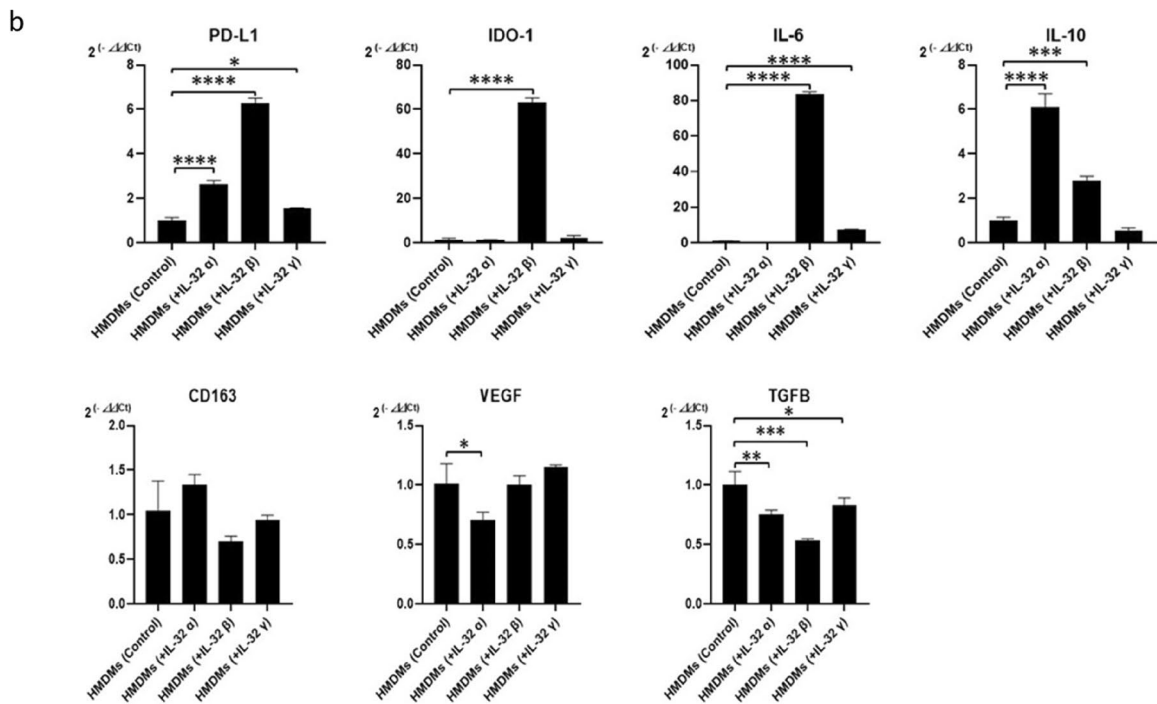 b
PD-L1
2(- ⊿⊿Ct)
8
6
4
2
0
*
****
****
HMDMs (Control)
HMDMs (+IL-32 α)
HMDMs (+IL-32 β)
HMDMs (+IL-32 γ)
IDO-1
2(- ⊿⊿Ct)
80
60
40
20
0
****
HMDMs (Control)
HMDMs (+IL-32 α)
HMDMs (+IL-32 β)
HMDMs (+IL-32 γ)
IL-6
2(- ⊿⊿Ct)
100
80
60
40
20
0
****
****
HMDMs (Control)
HMDMs (+IL-32 α)
HMDMs (+IL-32 β)
HMDMs (+IL-32 γ)
IL-10
2(- ⊿⊿Ct)
8
6
4
2
0
***
****
HMDMs (Control)
HMDMs (+IL-32 α)
HMDMs (+IL-32 β)
HMDMs (+IL-32 γ)
CD163
2(- ⊿⊿Ct)
2.0
1.5
1.0
0.5
0.0
HMDMs (Control)
HMDMs (+IL-32 α)
HMDMs (+IL-32 β)
HMDMs (+IL-32 γ)
VEGF
2(- ⊿⊿Ct)
1.5
1.0
0.5
0.0
*
HMDMs (Control)
HMDMs (+IL-32 α)
HMDMs (+IL-32 β)
HMDMs (+IL-32 γ)
TGFB
2(- ⊿⊿Ct)
1.5
1.0
0.5
0.0
*
***
**
HMDMs (Control)
HMDMs (+IL-32 α)
HMDMs (+IL-32 β)
HMDMs (+IL-32 γ)